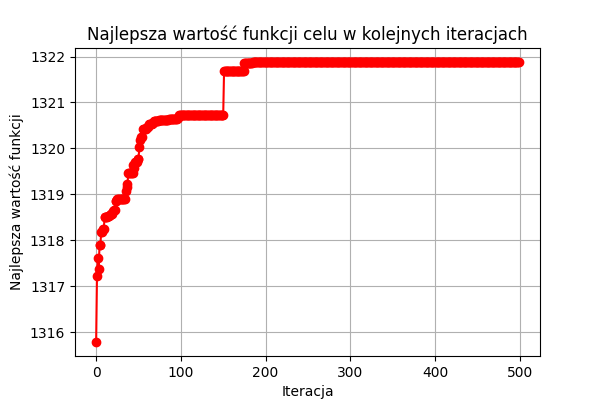 Najlepsza wartość funkcji celu w kolejnych iteracjach
Najlepsza wartość funkcji
1322
1321
1320
1319
1318
1317
1316
0 100 200 300 400 500
Iteracja